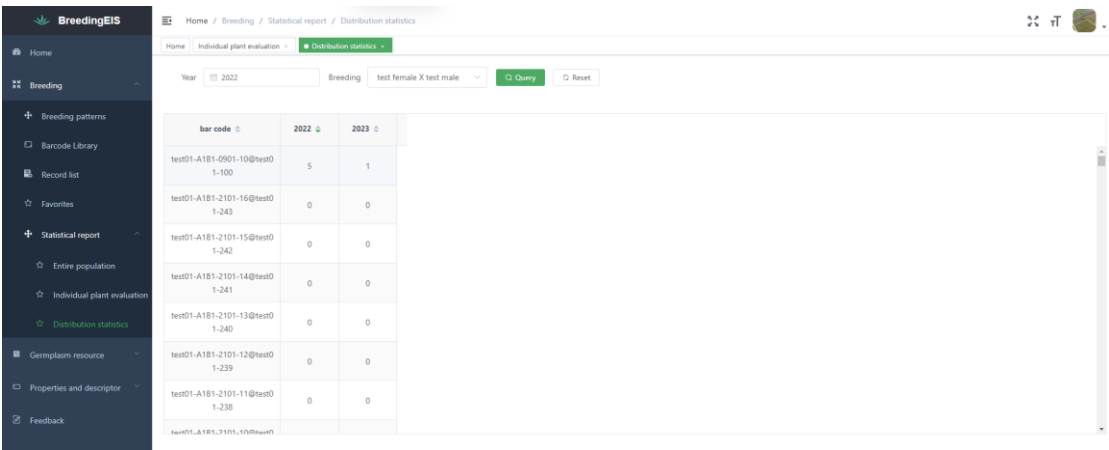 BreedingEIS
Home / Breeding / Statistical report / Distribution statistics
Home
Individual plant evaluation ×
Distribution statistics ×
Home
Breeding
Breeding patterns
Barcode Library
Record list
Favorites
Statistical report
Entire population
Individual plant evaluation
Distribution statistics
Germplasm resource
Properties and descriptor
Feedback
Year 2022 Breeding test female X test male Query Reset
bar code 2022 2023
test01-A1B1-0901-10@test0
1-100 5 1
test01-A1B1-2101-16@test0
1-243 0 0
test01-A1B1-2101-15@test0
1-242 0 0
test01-A1B1-2101-14@test0
1-241 0 0
test01-A1B1-2101-13@test0
1-240 0 0
test01-A1B1-2101-12@test0
1-239 0 0
test01-A1B1-2101-11@test0
1-238 0 0
test01-A1B1-2101-10@test0